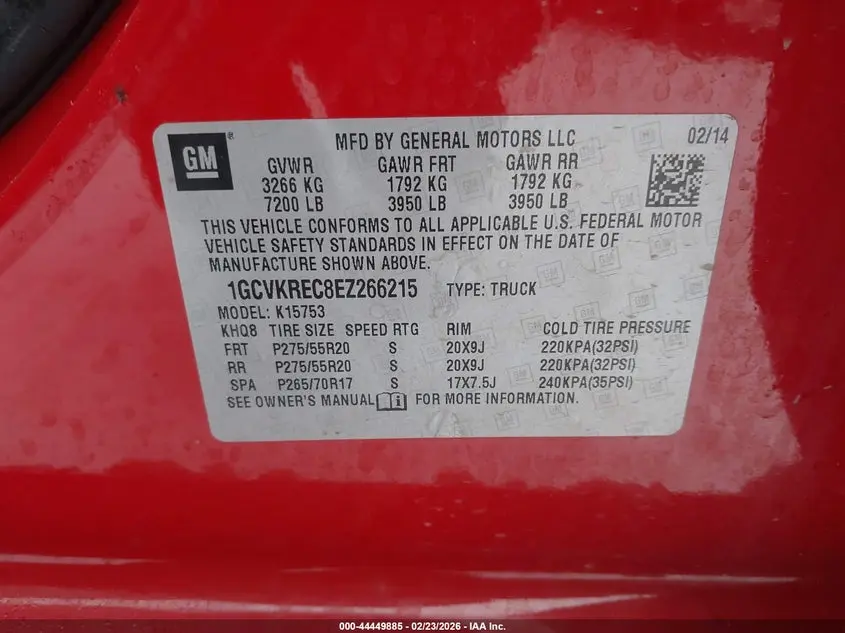 GM ® MFD BY GENERAL MOTORS LLC 02/14
GVWR GAWR FRT GAWR RR
3266 KG 1792 KG 1792 KG
7200 LB 3950 LB 3950 LB
THIS VEHICLE CONFORMS TO ALL APPLICABLE U.S. FEDERAL MOTOR
VEHICLE SAFETY STANDARDS IN EFFECT ON THE DATE OF
MANUFACTURE SHOWN ABOVE.
1GCVKREC8EZ266215 TYPE: TRUCK
MODEL: K15753
KHQ8 TIRE SIZE SPEED RTG RIM COLD TIRE PRESSURE
FRT P275/55R20 S 20X9J 220KPA(32PSI)
RR P275/55R20 S 20X9J 220KPA(32PSI)
SPA P265/70R17 S 17X7.5J 240KPA(35PSI)
SEE OWNER'S MANUAL i FOR MORE INFORMATION.
000-44449885 - 02/23/2026 - IAA Inc.